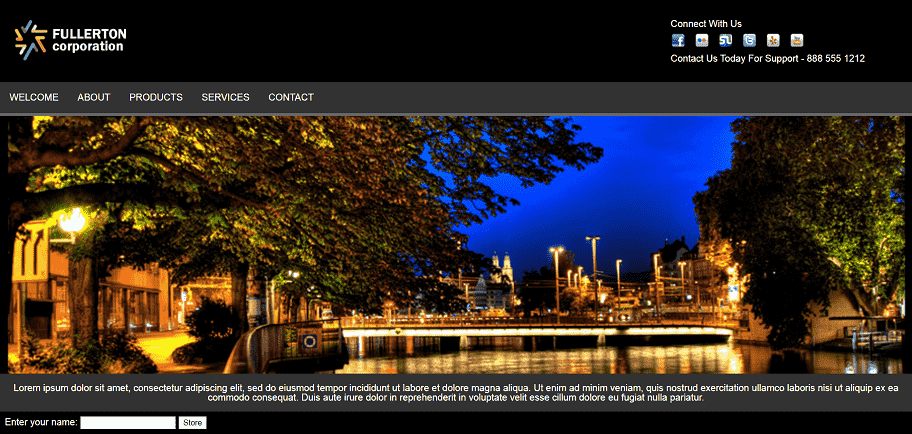 FULLERTON
corporation
Connect With Us
Contact Us Today For Support - 888 555 1212
WELCOME ABOUT PRODUCTS SERVICES CONTACT
Lorem ipsum dolor sit amet, consectetur adipiscing elit, sed do eiusmod tempor incididunt ut labore et dolore magna aliqua. Ut enim ad minim veniam, quis nostrud exercitation ullamco laboris nisi ut aliquip ex ea
commodo consequat. Duis aute irure dolor in reprehenderit in voluptate velit esse cillum dolore eu fugiat nulla pariatur.
Enter your name: Store